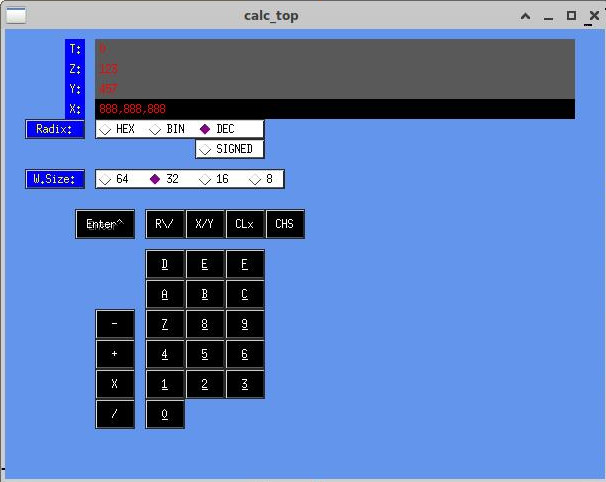 calc_top
T: 0
Z: 123
Y: 457
X: 888,888,888
Radix: HEX BIN DEC
SIGNED
W.Size: 64 32 16 8
Enter^ R\/ X/Y CLx CHS
D E F
A B C
- 7 8 9
+ 4 5 6
X 1 2 3
/ 0